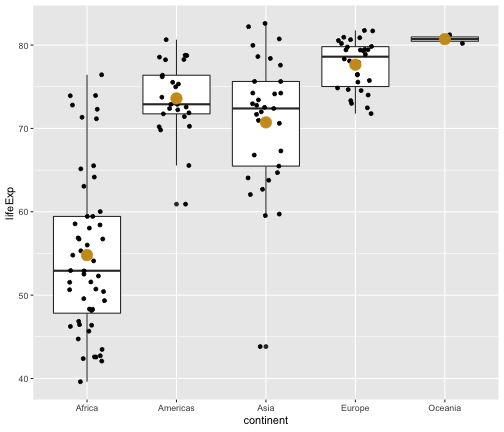 lifeExp
80
70
60
50
40
Africa
Americas
Asia
Europe
Oceania
continent